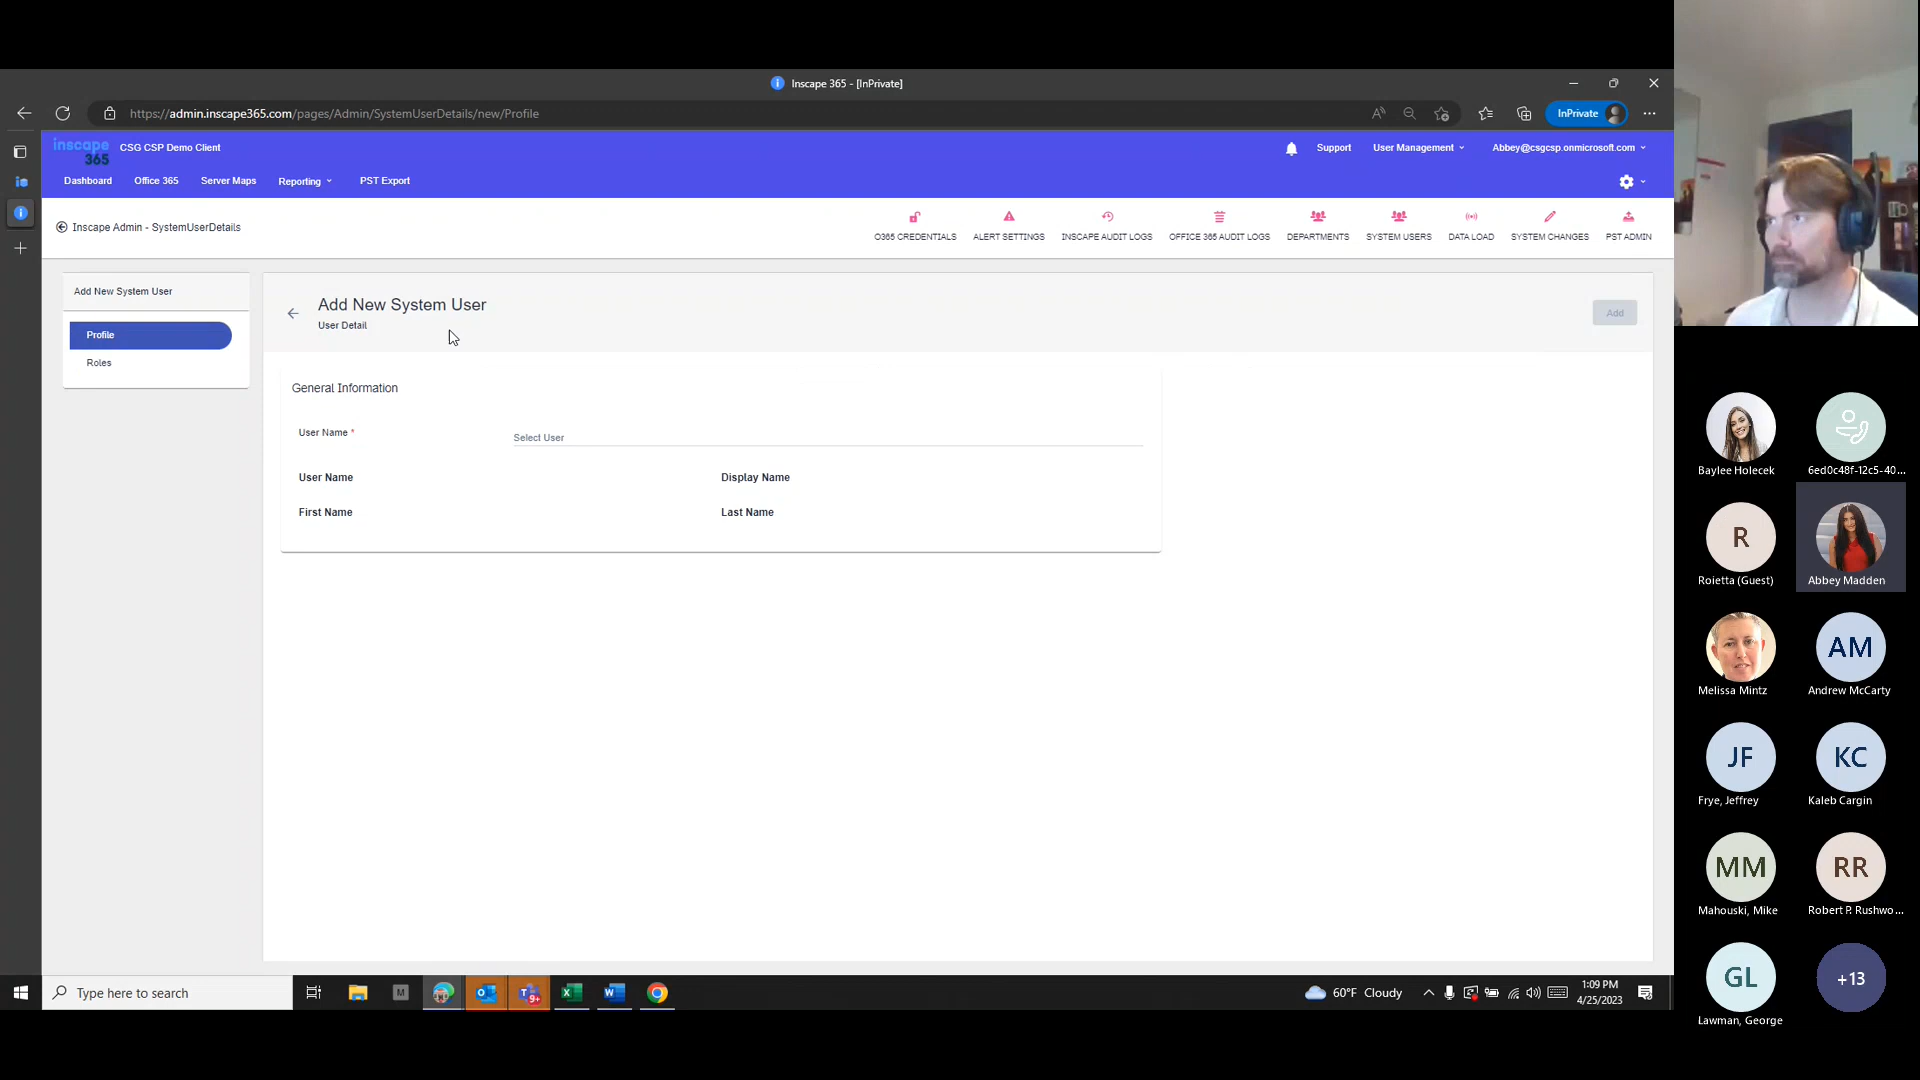 Inscape 365 - [InPrivate]
https://admin.inscape365.com/pages/Admin/SystemUserDetails/new/Profile
InPrivate
inscape 365
CSG CSP Demo Client
Support
User Management
Abbey@csgcsp.onmicrosoft.com
Dashboard
Office 365
Server Maps
Reporting
PST Export
Inscape Admin - SystemUserDetails
O365 CREDENTIALS
ALERT SETTINGS
INSCAPE AUDIT LOGS
OFFICE 365 AUDIT LOGS
DEPARTMENTS
SYSTEM USERS
DATA LOAD
SYSTEM CHANGES
PST ADMIN
Add New System User
Profile
Roles
Add New System User
User Detail
Add
General Information
User Name *
Select User
User Name
Display Name
First Name
Last Name
Type here to search
M
9+
60°F Cloudy
1:09 PM
4/25/2023
Baylee Holecek
6ed0c48f-12c5-40...
R
Roietta (Guest)
Abbey Madden
Melissa Mintz
AM
Andrew McCarty
JF
Frye, Jeffrey
KC
Kaleb Cargin
MM
Mahouski, Mike
RR
Robert P. Rushwo...
GL
Lawman, George
+13